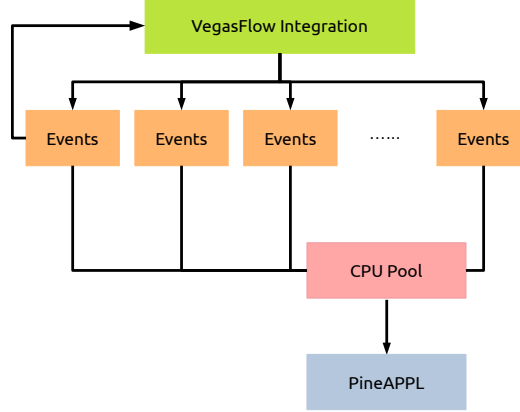 VegasFlow Integration
Events
Events
Events
......
Events
CPU Pool
PineAPPL